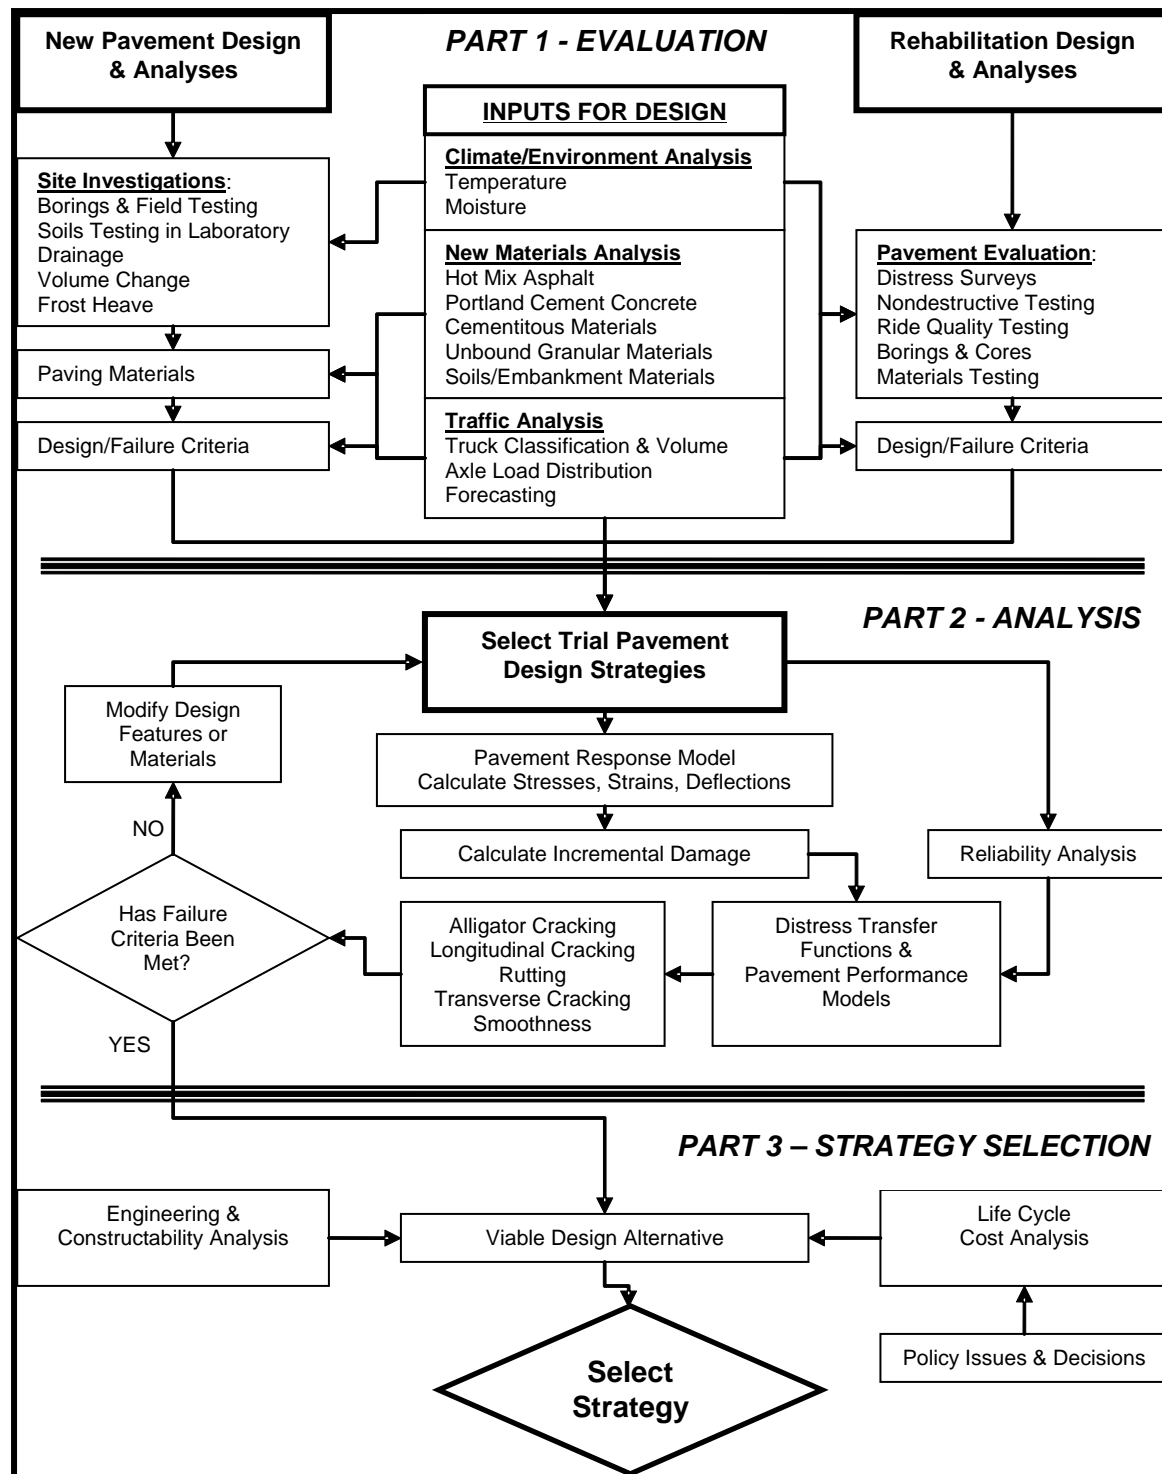 New Pavement Design
& Analyses
PART 1 - EVALUATION
Rehabilitation Design
& Analyses
INPUTS FOR DESIGN
Climate/Environment Analysis
Temperature
Moisture
New Materials Analysis
Hot Mix Asphalt
Portland Cement Concrete
Cementitous Materials
Unbound Granular Materials
Soils/Embankment Materials
Traffic Analysis
Truck Classification & Volume
Axle Load Distribution
Forecasting
Site Investigations:
Borings & Field Testing
Soils Testing in Laboratory
Drainage
Volume Change
Frost Heave
Paving Materials
Design/Failure Criteria
Pavement Evaluation:
Distress Surveys
Nondestructive Testing
Ride Quality Testing
Borings & Cores
Materials Testing
Design/Failure Criteria
PART 2 - ANALYSIS
Select Trial Pavement
Design Strategies
Modify Design
Features or
Materials
Pavement Response Model
Calculate Stresses, Strains, Deflections
NO
Calculate Incremental Damage
Reliability Analysis
Has Failure
Criteria Been
Met?
Alligator Cracking
Longitudinal Cracking
Rutting
Transverse Cracking
Smoothness
Distress Transfer
Functions &
Pavement Performance
Models
YES
PART 3 – STRATEGY SELECTION
Engineering &
Constructability Analysis
Viable Design Alternative
Life Cycle
Cost Analysis
Policy Issues & Decisions
Select
Strategy